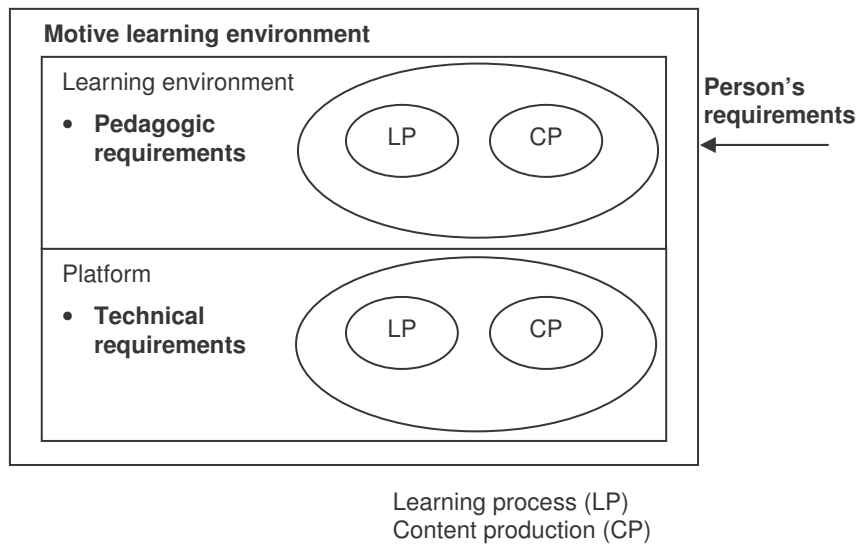 Motive learning environment
Learning environment
• Pedagogic
requirements
LP
CP
Person's
requirements
Platform
• Technical
requirements
LP
CP
Learning process (LP)
Content production (CP)